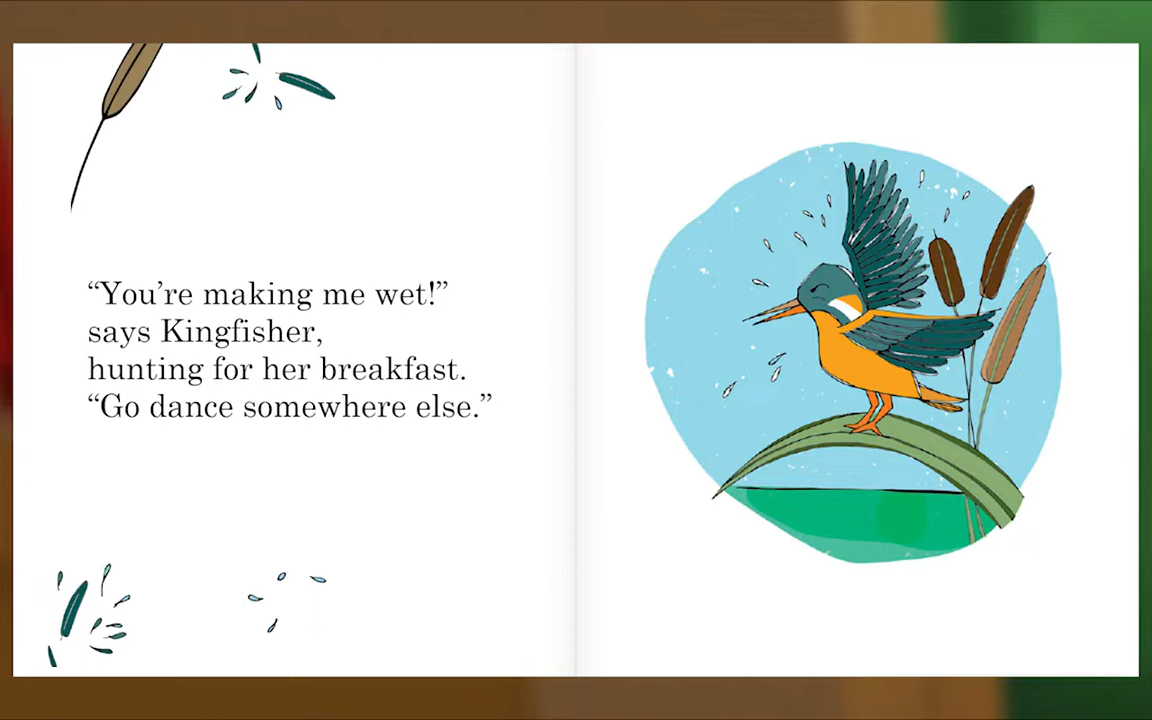 “You’re making me wet!”
says Kingfisher,
hunting for her breakfast.
“Go dance somewhere else.”